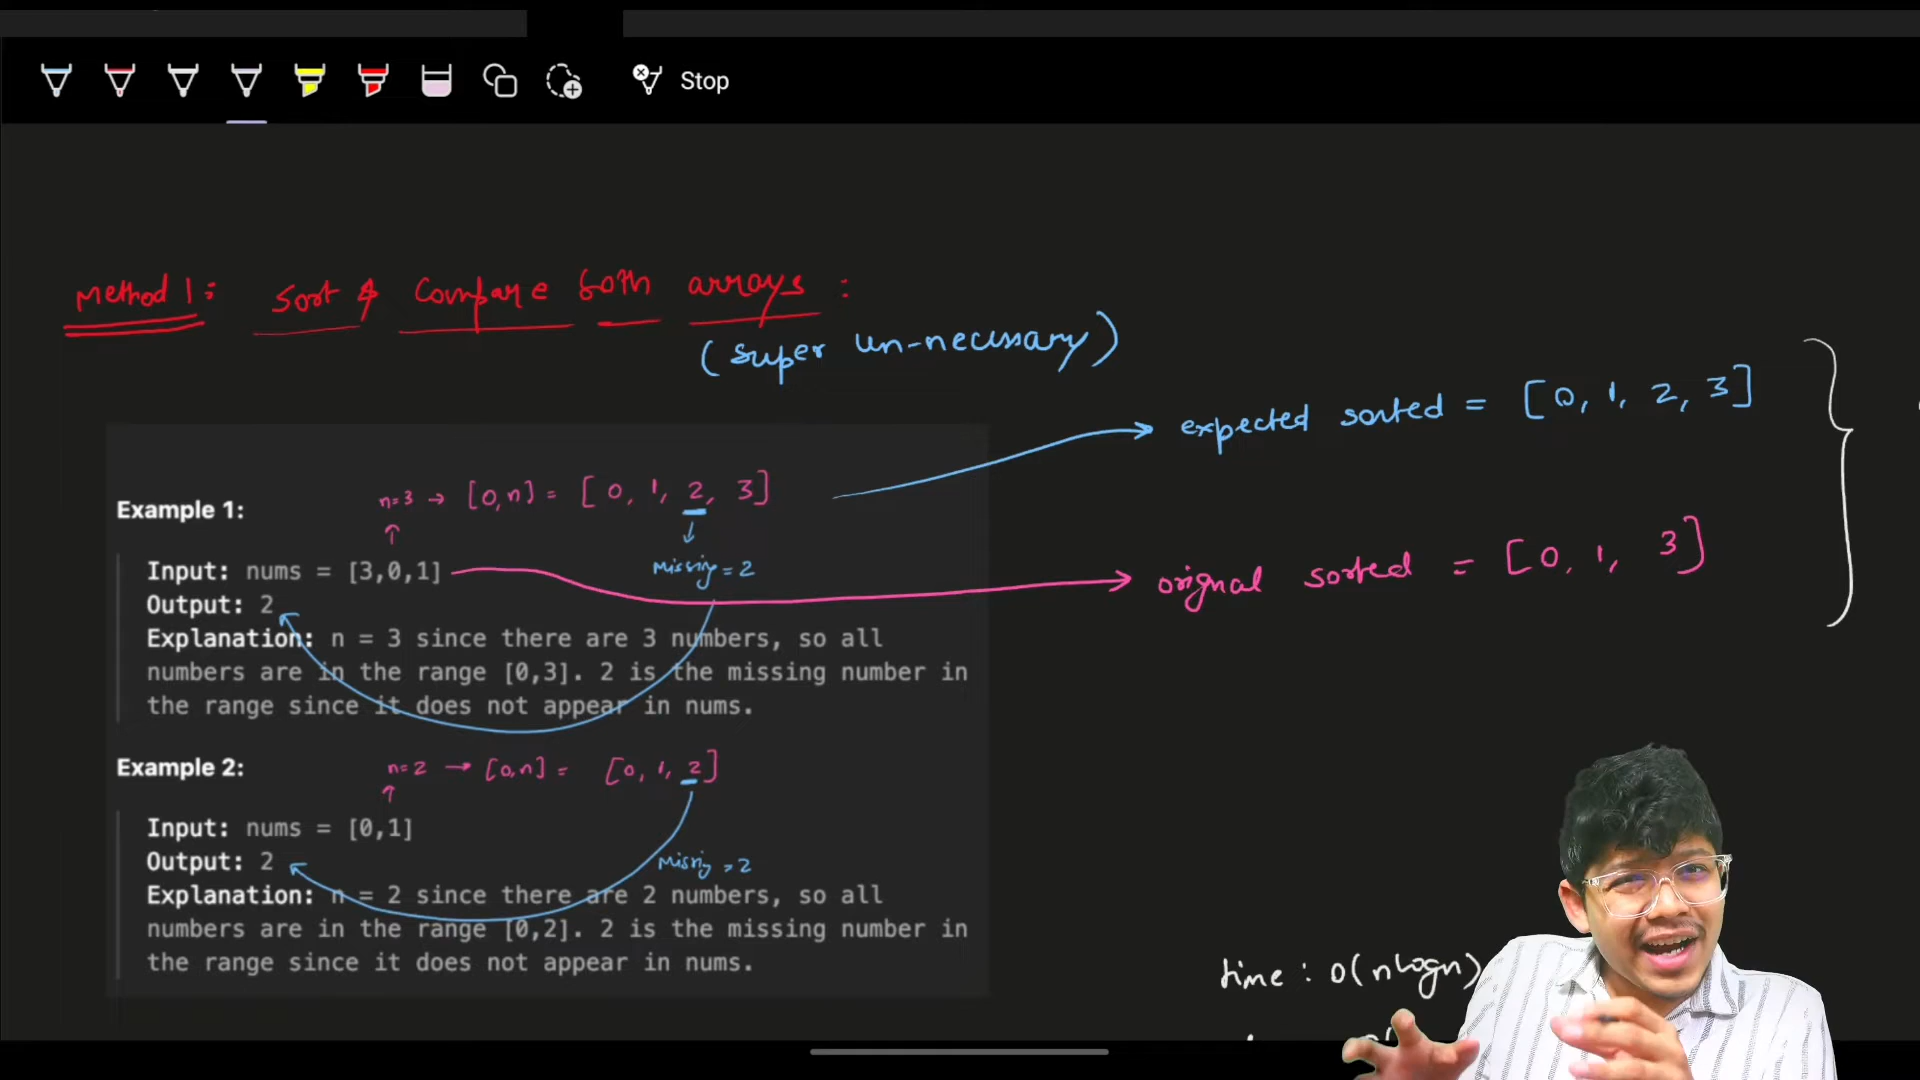 Stop
Method 1: Sort & Compare both arrays :
(super un-necessary)
expected sorted = [0, 1, 2, 3]
n=3 → [0,n] = [0, 1, 2, 3]
Example 1:
Missing = 2
Input: nums = [3,0,1]
orignal sorted = [0, 1, 3]
Output: 2
Explanation: n = 3 since there are 3 numbers, so all
numbers are in the range [0,3]. 2 is the missing number in
the range since it does not appear in nums.
Example 2:
n=2 → [0,n] = [0, 1, 2]
Input: nums = [0,1]
Output: 2
Missing = 2
Explanation: n = 2 since there are 2 numbers, so all
numbers are in the range [0,2]. 2 is the missing number in
the range since it does not appear in nums.
time : O(nlogn)